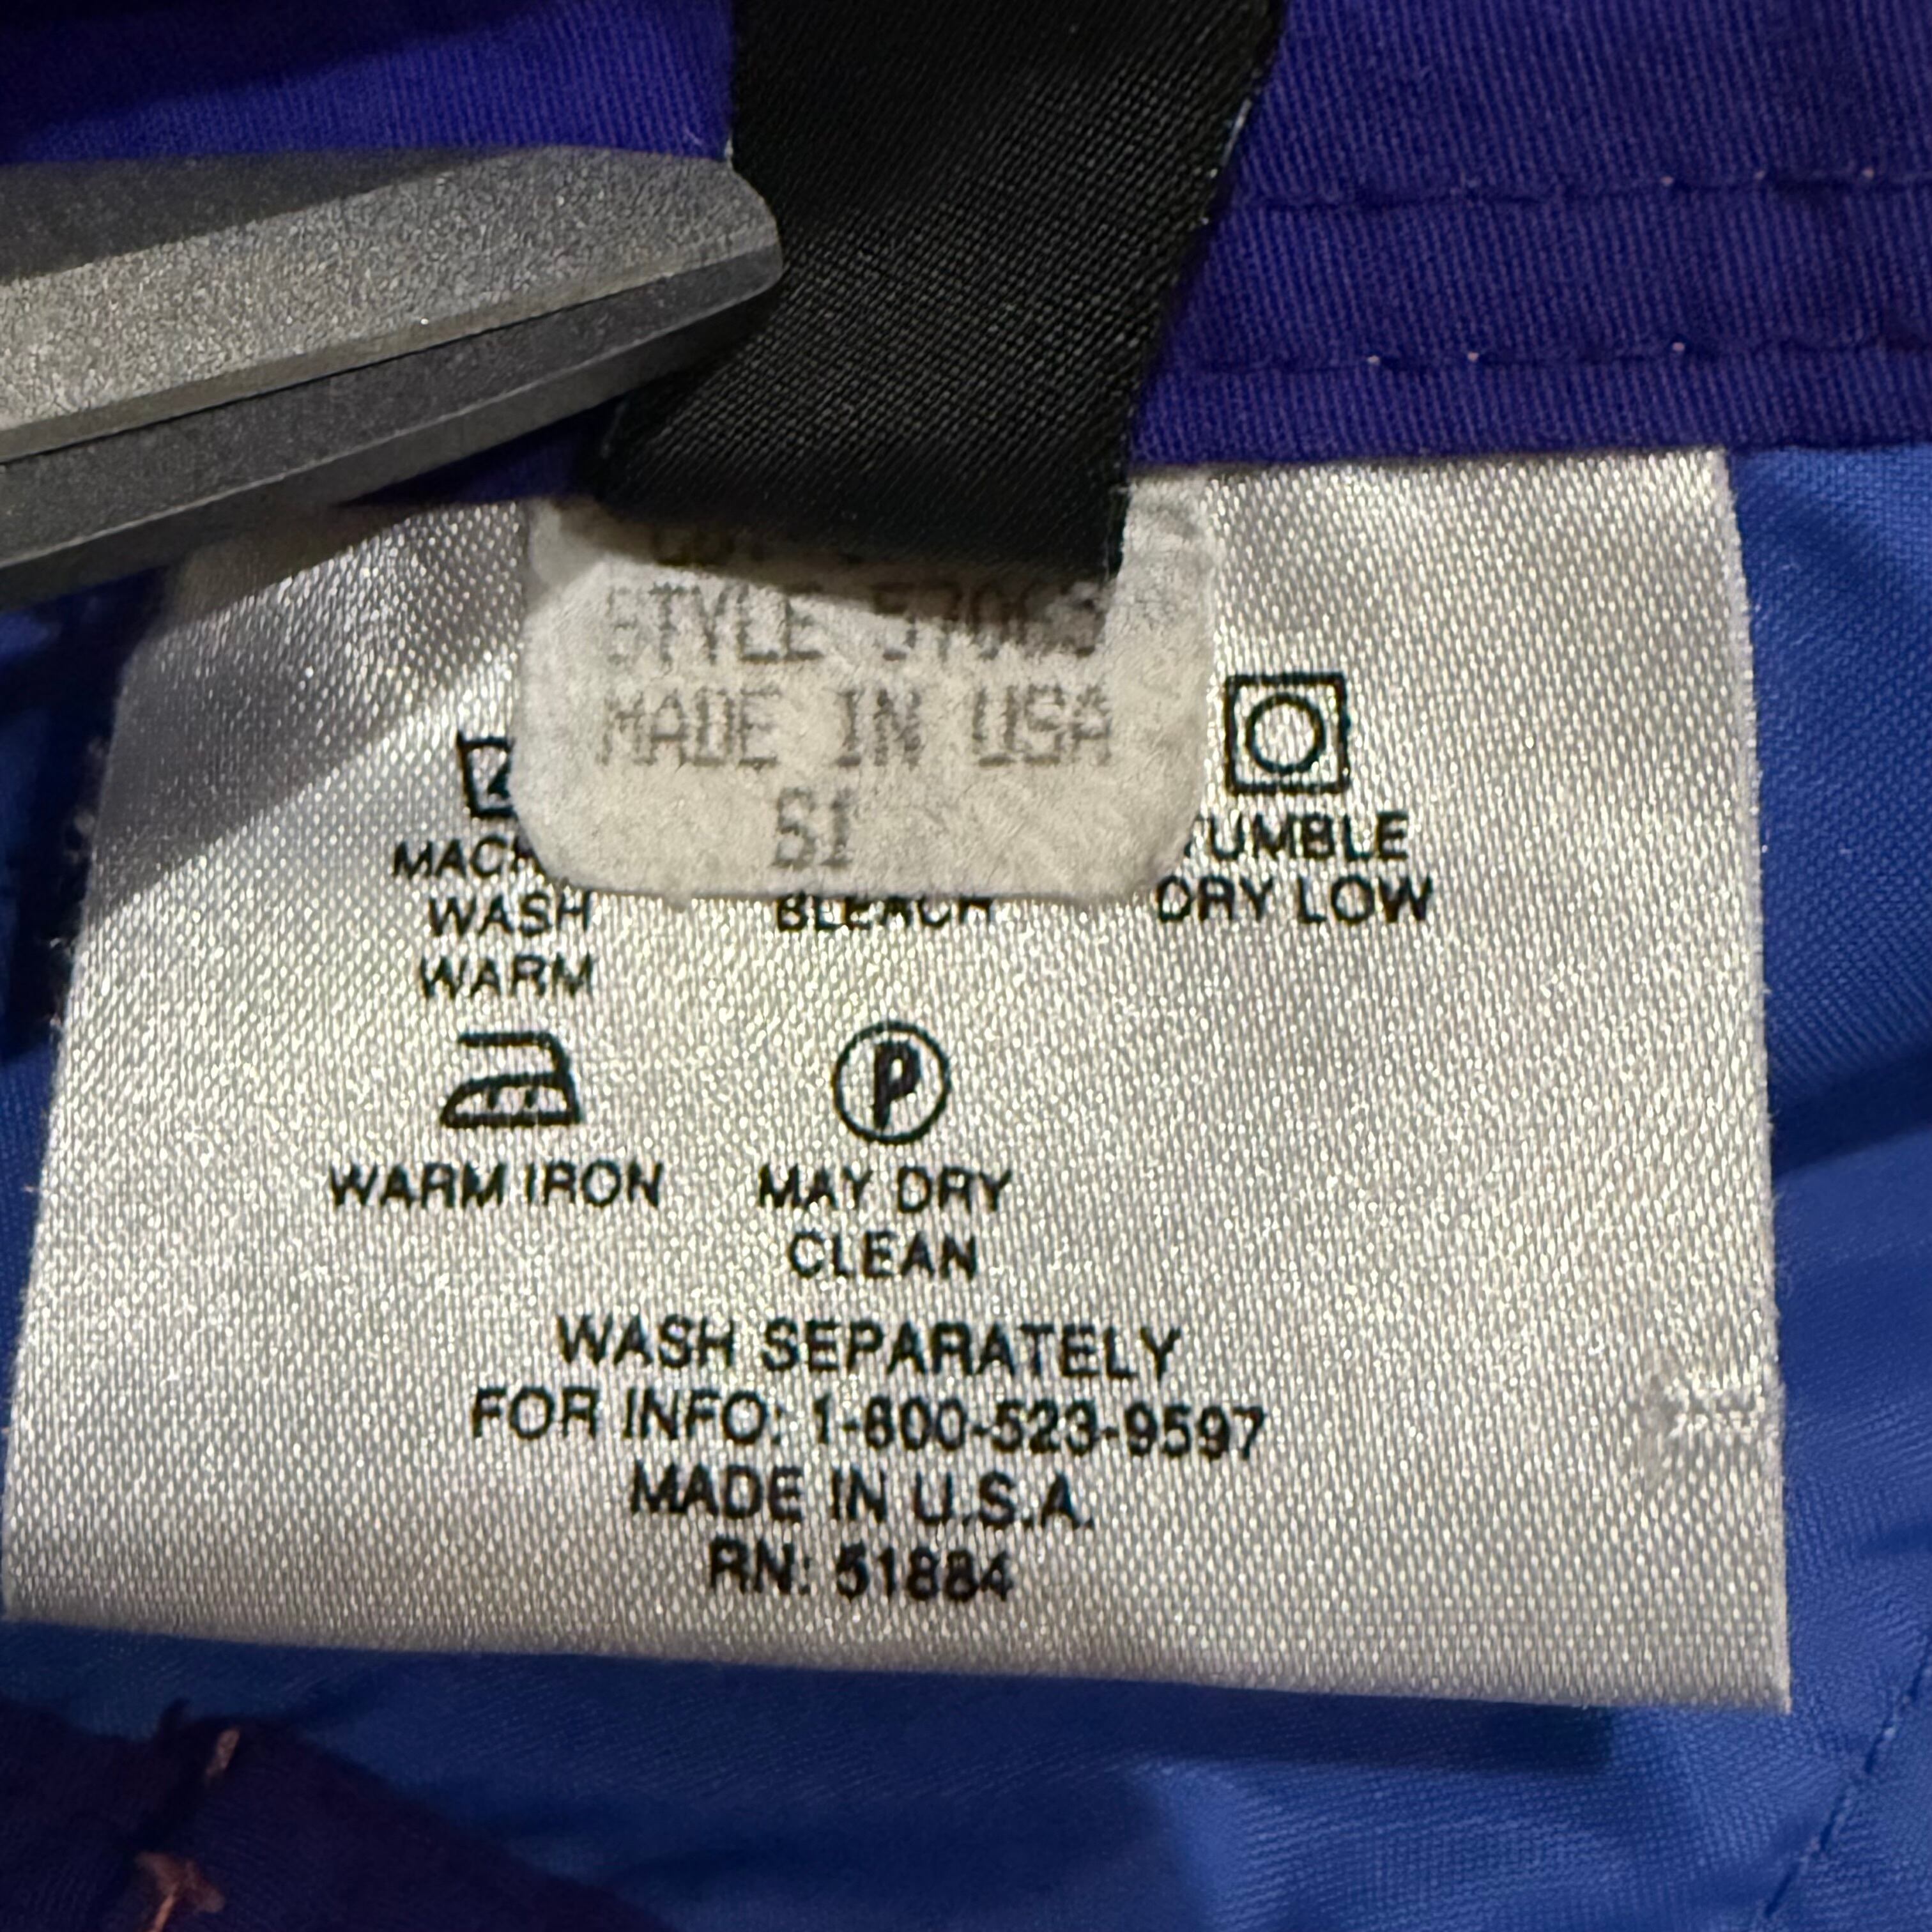 STYLE
MADE IN USA
S1
WASH
WARM
BLEACH
TUMBLE
DRY LOW
WARM IRON
P
MAY DRY
CLEAN
WASH SEPARATELY
FOR INFO: 1-800-523-9597
MADE IN U.S.A.
RN: 51884